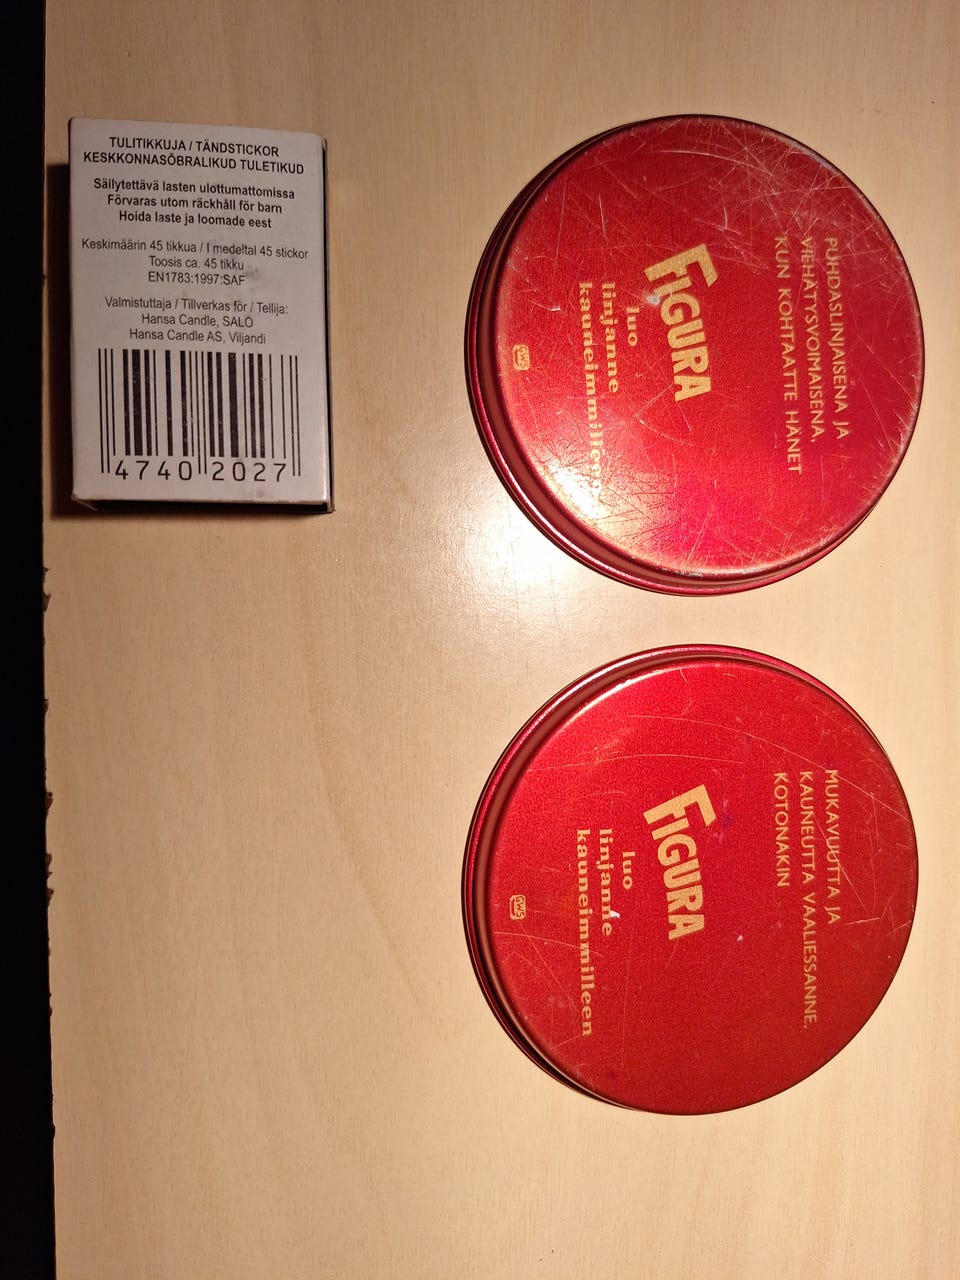 TULITIKKUJA / TÄNDSTICKOR
KESKKONNASÕBRALIKUD TULETIKUD
Säilytettävä lasten ulottumattomissa
Förvaras utom räckhåll för barn
Hoida laste ja loomade eest
Keskimäärin 45 tikkua / I medeltal 45 stickor
Toosis ca. 45 tikku
EN1783:1997:SAF
Valmistuttaja / Tillverkas för / Tellija:
Hansa Candle, SALO
Hansa Candle AS, Viljandi
4740 2027
PUHDASLINJAISENA JA
VIEHÄTYSVOIMAISENA,
KUN KOHTAATTE HÄNET
FIGURA
luo
linjanne
kauneimmilleen
GWS
MUKAVUUTTA JA
KAUNEUTTA VAALIESSANNE,
KOTONAKIN
FIGURA
luo
linjanne
kauneimmilleen
GWS